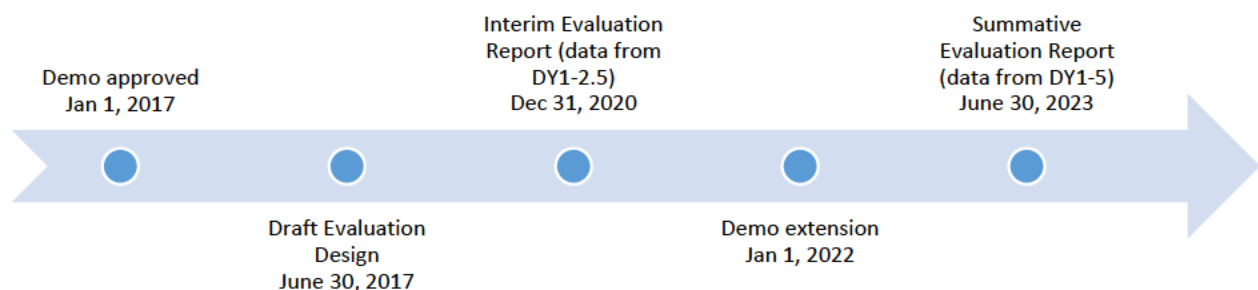 Demo approved
Jan 1, 2017
Draft Evaluation
Design
June 30, 2017
Interim Evaluation
Report (data from
DY1-2.5)
Dec 31, 2020
Demo extension
Jan 1, 2022
Summative
Evaluation Report
(data from DY1-5)
June 30, 2023